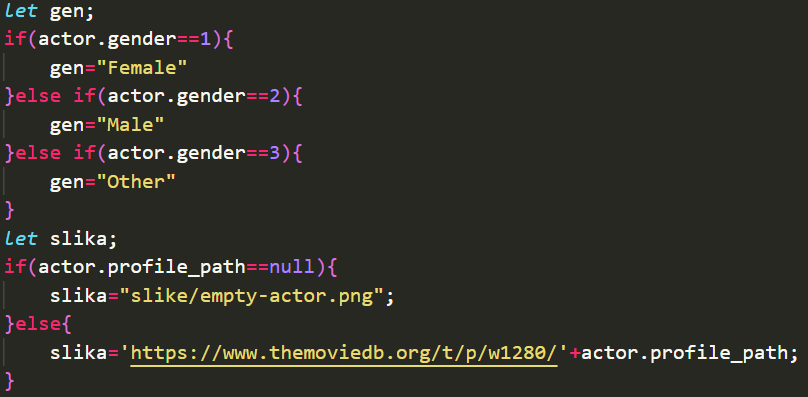 let gen;
if(actor.gender==1){
    gen="Female"
}else if(actor.gender==2){
    gen="Male"
}else if(actor.gender==3){
    gen="Other"
}
let slika;
if(actor.profile_path==null){
    slika="slike/empty-actor.png";
}else{
    slika='https://www.themoviedb.org/t/p/w1280/'+actor.profile_path;
}